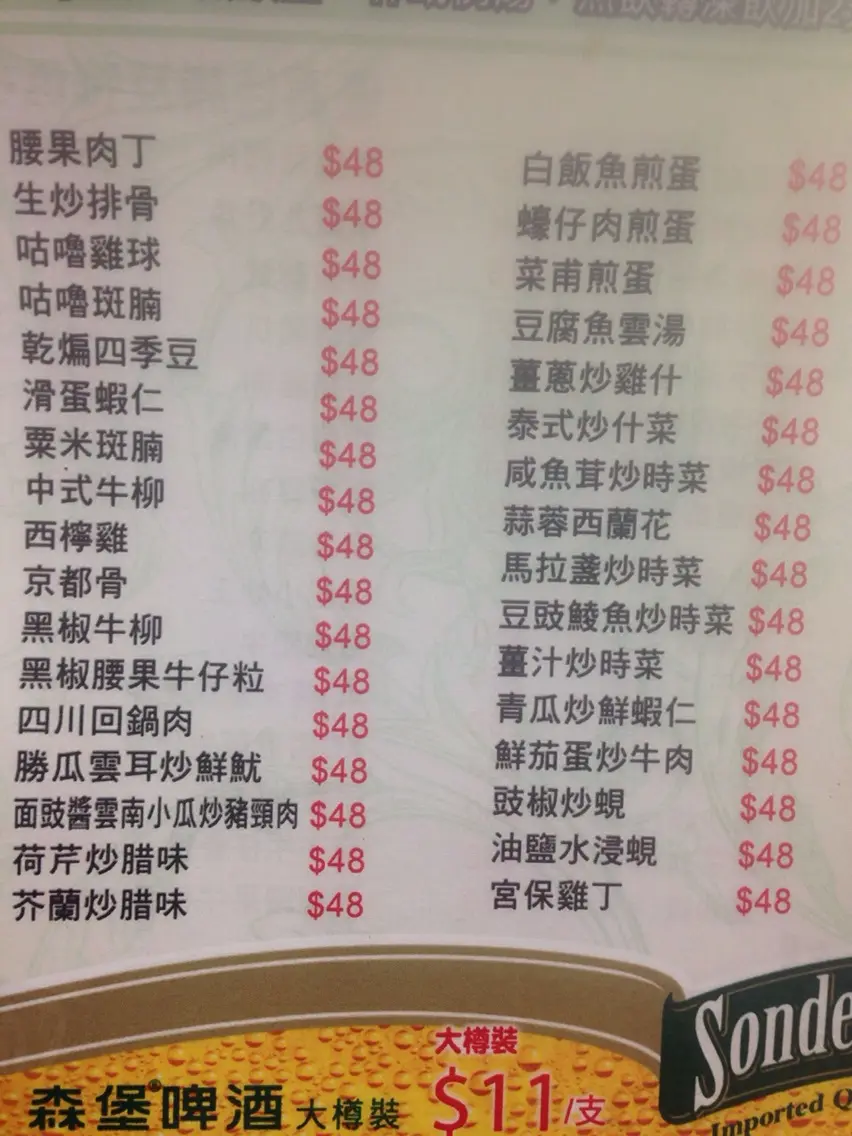 腰果肉丁 $48
生炒排骨 $48
咕嚕雞球 $48
咕嚕斑腩 $48
乾煸四季豆 $48
滑蛋蝦仁 $48
粟米斑腩 $48
中式牛柳 $48
西檸雞 $48
京都骨 $48
黑椒牛柳 $48
黑椒腰果牛仔粒 $48
四川回鍋肉 $48
勝瓜雲耳炒鮮魷 $48
面豉醬雲南小瓜炒豬頸肉 $48
荷芹炒腊味 $48
芥蘭炒腊味 $48
白飯魚煎蛋 $48
蠔仔肉煎蛋 $48
菜甫煎蛋 $48
豆腐魚雲湯 $48
薑蔥炒雞什 $48
泰式炒什菜 $48
咸魚茸炒時菜 $48
蒜蓉西蘭花 $48
馬拉盞炒時菜 $48
豆豉鯪魚炒時菜 $48
薑汁炒時菜 $48
青瓜炒鮮蝦仁 $48
鮮茄蛋炒牛肉 $48
豉椒炒蜆 $48
油鹽水浸蜆 $48
宮保雞丁 $48
大樽裝
森堡®啤酒 大樽裝 $11/支
Sonde
Imported Q